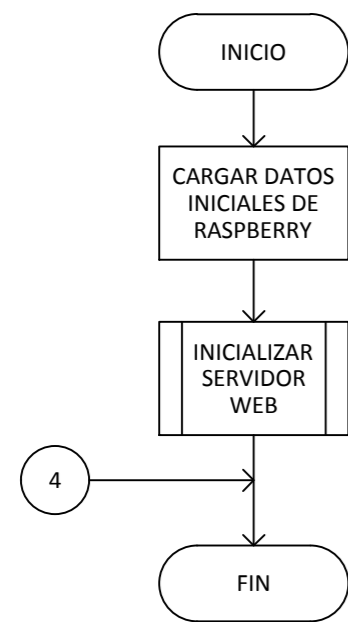 INICIO
CARGAR DATOS
INICIALES DE
RASPBERRY
INICIALIZAR
SERVIDOR
WEB
4
FIN